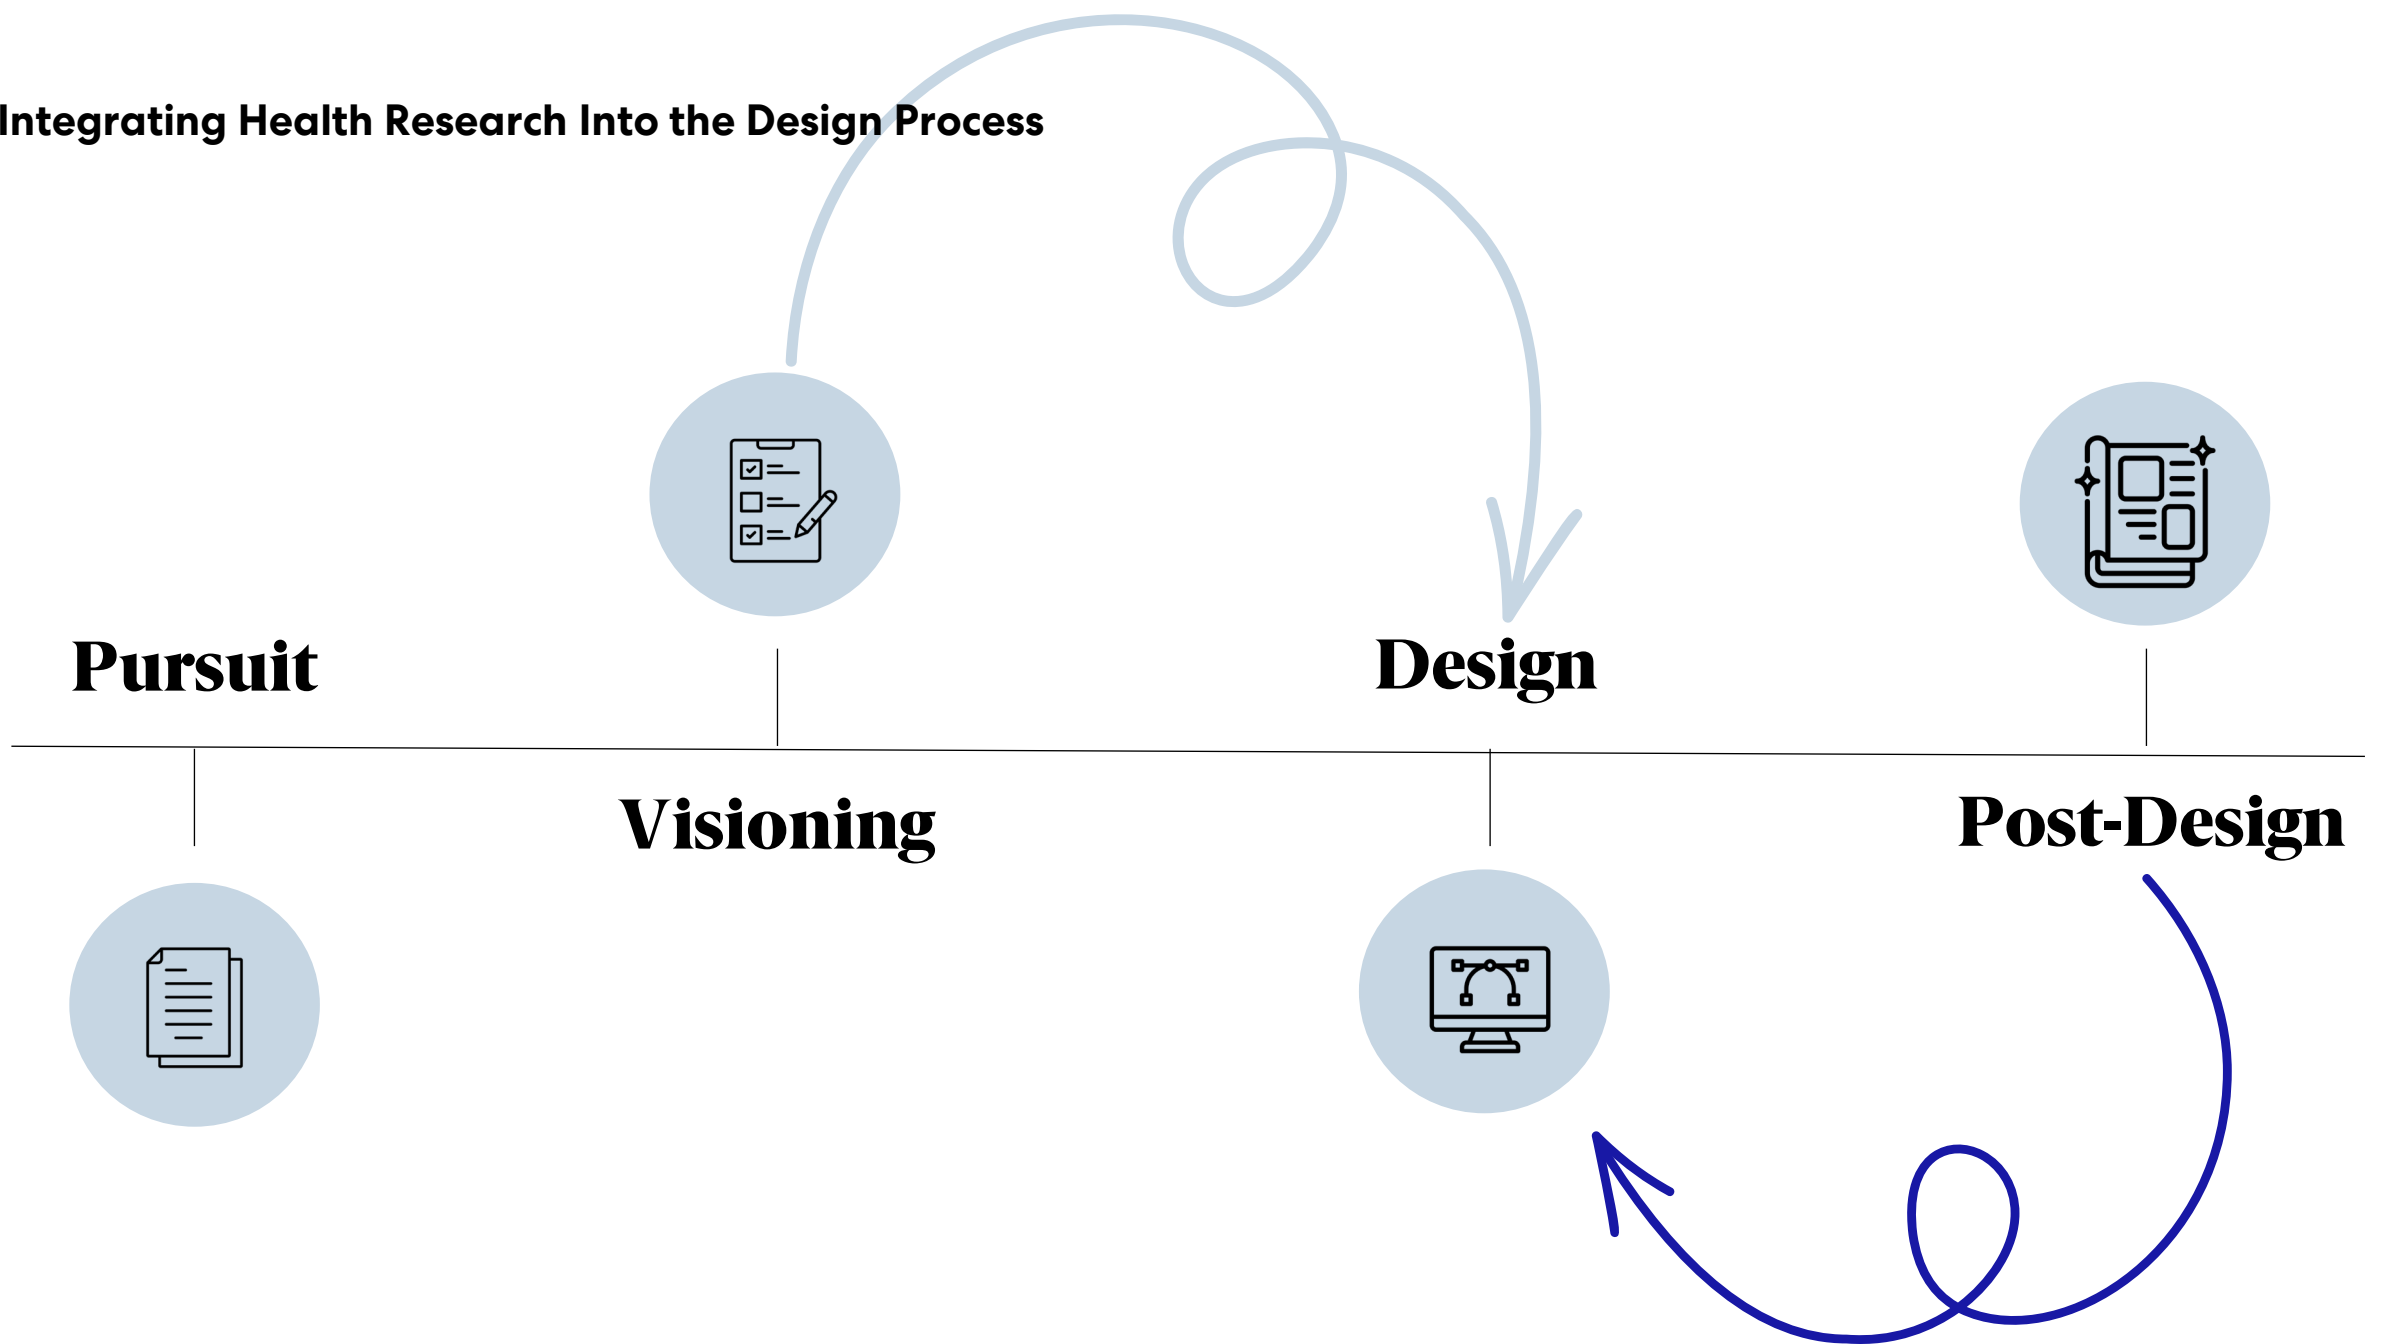 Integrating Health Research Into the Design Process
Pursuit
Design
Visioning
Post-Design